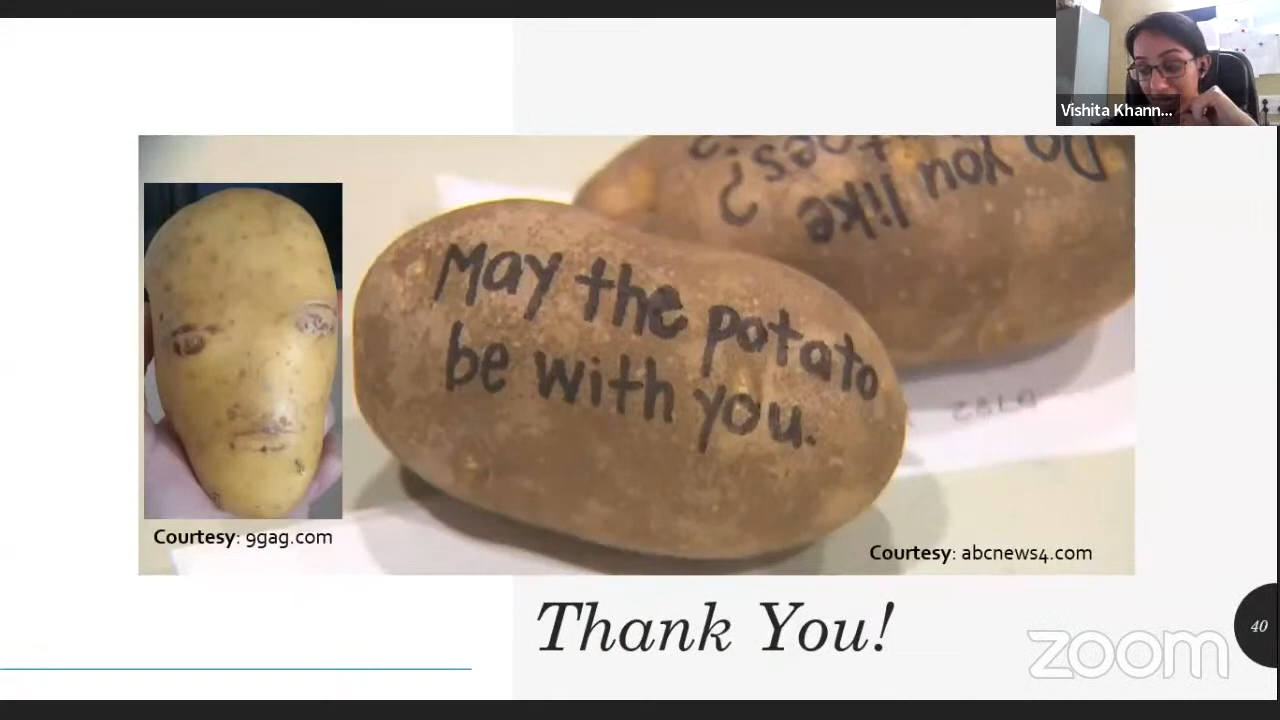 Vishita Khann...
Do you like
?
May the potato
be with you.
Courtesy: 9gag.com
Courtesy: abcnews4.com
Thank You!
40
zoom